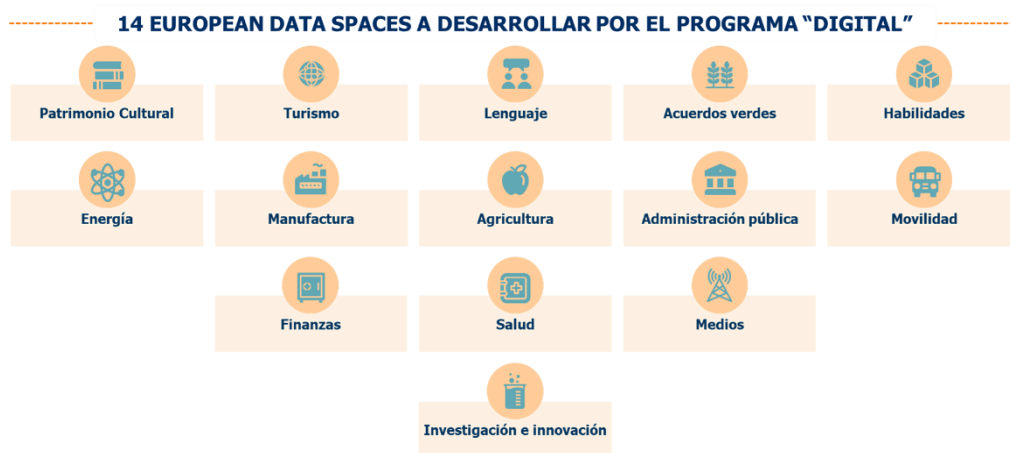 14 EUROPEAN DATA SPACES A DESARROLLAR POR EL PROGRAMA “DIGITAL”
Patrimonio Cultural
Turismo
Lenguaje
Acuerdos verdes
Habilidades
Energía
Manufactura
Agricultura
Administración pública
Movilidad
Finanzas
Salud
Medios
Investigación e innovación